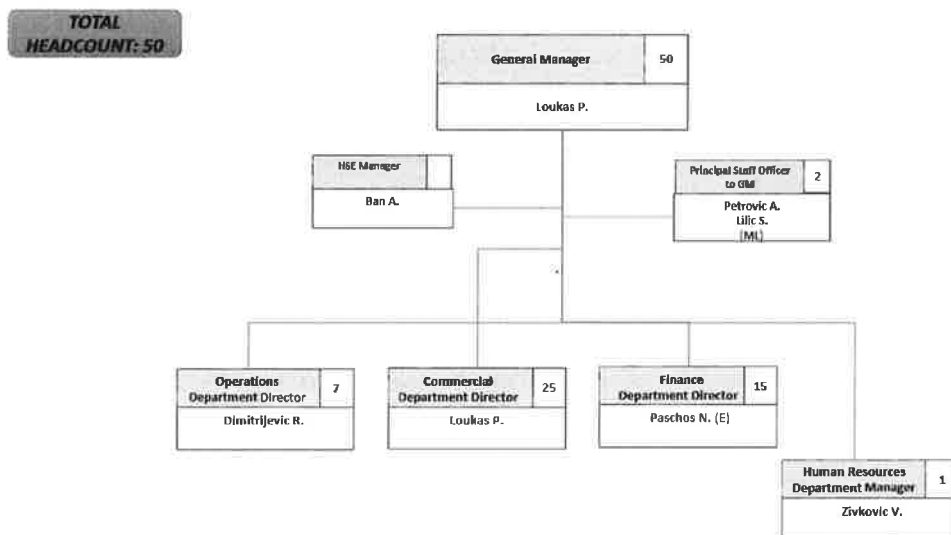 TOTAL
HEADCOUNT: 50
General Manager
50
Loukas P.
HSE Manager
Ban A.
Principal Staff Officer
to GM
2
Petrovic A.
Lilic S.
(ML)
Operations
Department Director
7
Dimitrijevic R.
Commercial
Department Director
25
Loukas P.
Finance
Department Director
15
Paschos N. (E)
Human Resources
Department Manager
1
Zivkovic V.